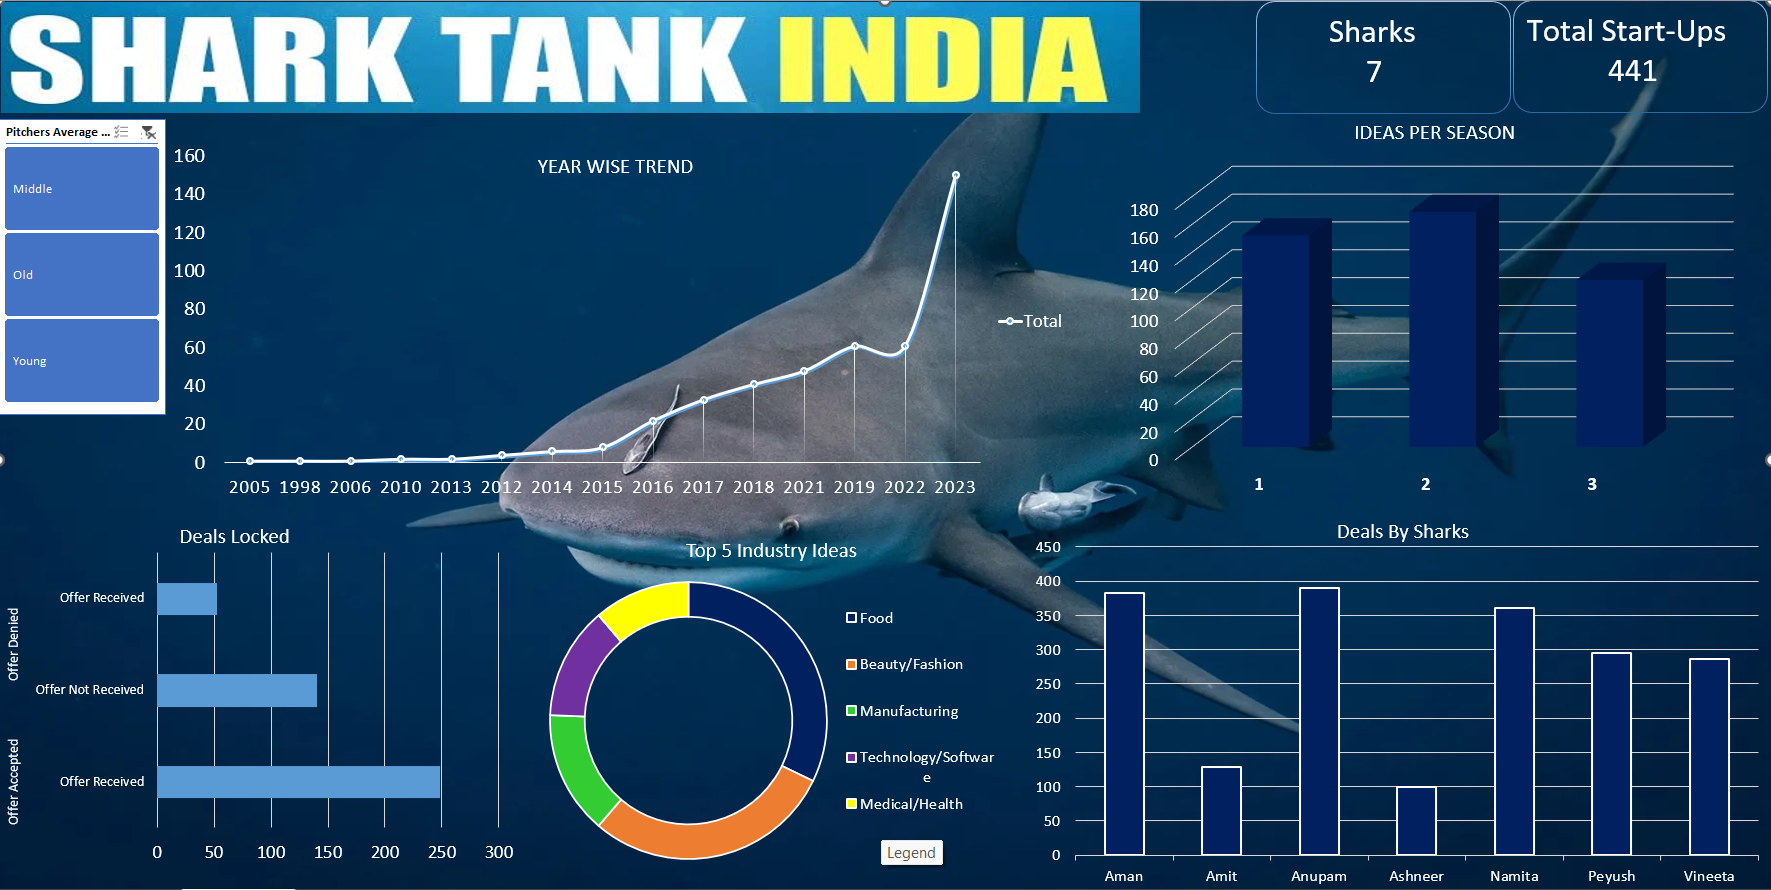 SHARK TANK INDIA
Sharks
7
Total Start-Ups
441
Pitchers Average ...
Middle
Old
Young
YEAR WISE TREND
160
140
120
100
80
60
40
20
0
2005 1998 2006 2010 2013 2012 2014 2015 2016 2017 2018 2021 2019 2022 2023
Total
IDEAS PER SEASON
180
160
140
120
100
80
60
40
20
0
1 2 3
Deals Locked
Offer Denied
Offer Received
Offer Not Received
Offer Accepted
Offer Received
0 50 100 150 200 250 300
Top 5 Industry Ideas
Food
Beauty/Fashion
Manufacturing
Technology/Softwar
e
Medical/Health
Legend
Deals By Sharks
450
400
350
300
250
200
150
100
50
0
Aman Amit Anupam Ashneer Namita Peyush Vineeta